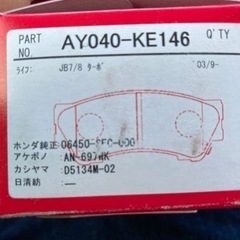 PART NO. AY040-KE146 Q'TY
ライフ: JB7/8 ターボ '03/9-
ホンダ純正:06450-
アケボノ: AN-697WK
カシヤマ: D5134M-02
日清紡: ―